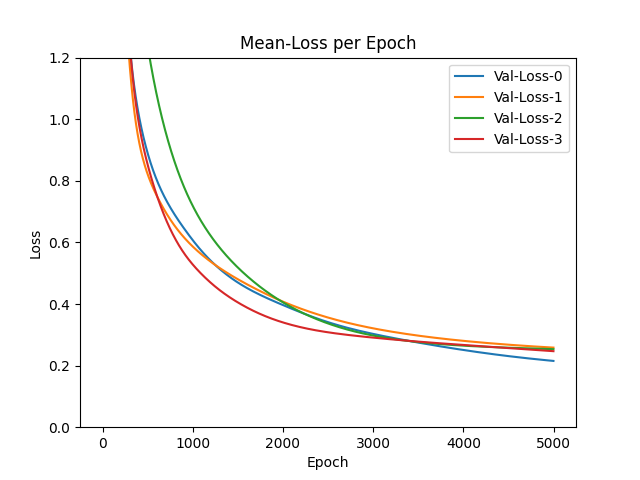 Mean-Loss per Epoch
1.2
1.0
0.8
0.6
0.4
0.2
0.0
Loss
Val-Loss-0
Val-Loss-1
Val-Loss-2
Val-Loss-3
0 1000 2000 3000 4000 5000
Epoch